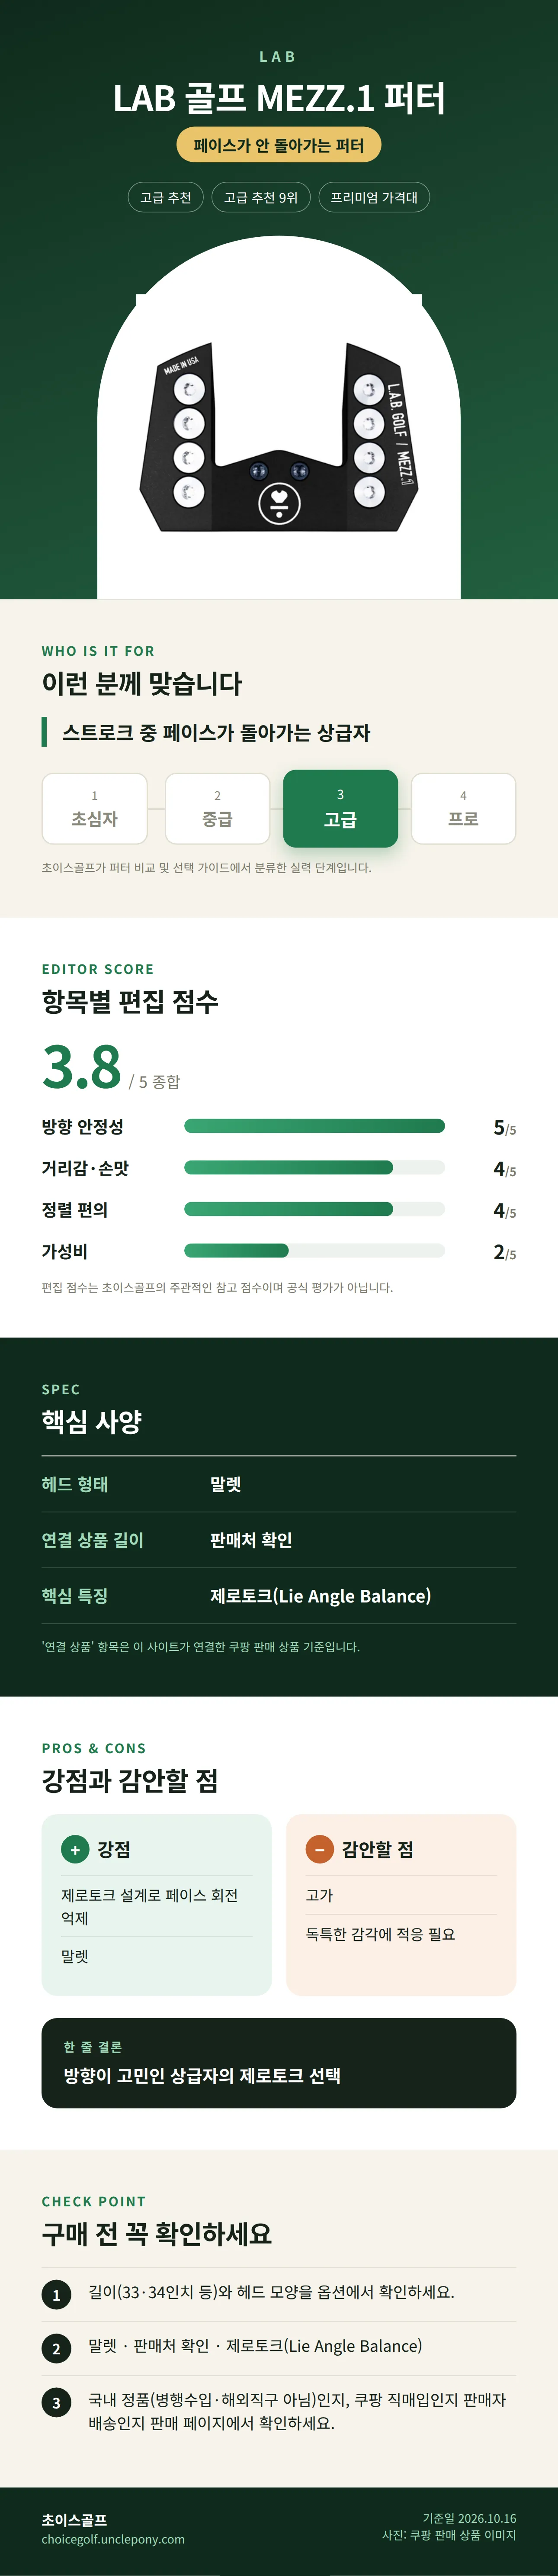 LAB
LAB 골프 MEZZ.1 퍼터
페이스가 안 돌아가는 퍼터
고급 추천
고급 추천 9위
프리미엄 가격대
MADE IN USA
L.A.B. GOLF / MEZZ.1
WHO IS IT FOR
이런 분께 맞습니다
스트로크 중 페이스가 돌아가는 상급자
1
초심자
2
중급
3
고급
4
프로
초이스골프가 퍼터 비교 및 선택 가이드에서 분류한 실력 단계입니다.
EDITOR SCORE
항목별 편집 점수
3.8 / 5 종합
방향 안정성 5/5
거리감·손맛 4/5
정렬 편의 4/5
가성비 2/5
편집 점수는 초이스골프의 주관적인 참고 점수이며 공식 평가가 아닙니다.
SPEC
핵심 사양
헤드 형태 말렛
연결 상품 길이 판매처 확인
핵심 특징 제로토크(Lie Angle Balance)
'연결 상품' 항목은 이 사이트가 연결한 쿠팡 판매 상품 기준입니다.
PROS & CONS
강점과 감안할 점
+ 강점
제로토크 설계로 페이스 회전
억제
말렛
− 감안할 점
고가
독특한 감각에 적응 필요
한 줄 결론
방향이 고민인 상급자의 제로토크 선택
CHECK POINT
구매 전 꼭 확인하세요
1 길이(33·34인치 등)와 헤드 모양을 옵션에서 확인하세요.
2 말렛 · 판매처 확인 · 제로토크(Lie Angle Balance)
3 국내 정품(병행수입·해외직구 아님)인지, 쿠팡 직매입인지 판매자
배송인지 판매 페이지에서 확인하세요.
초이스골프
choicegolf.unclepony.com
기준일 2026.10.16
사진: 쿠팡 판매 상품 이미지